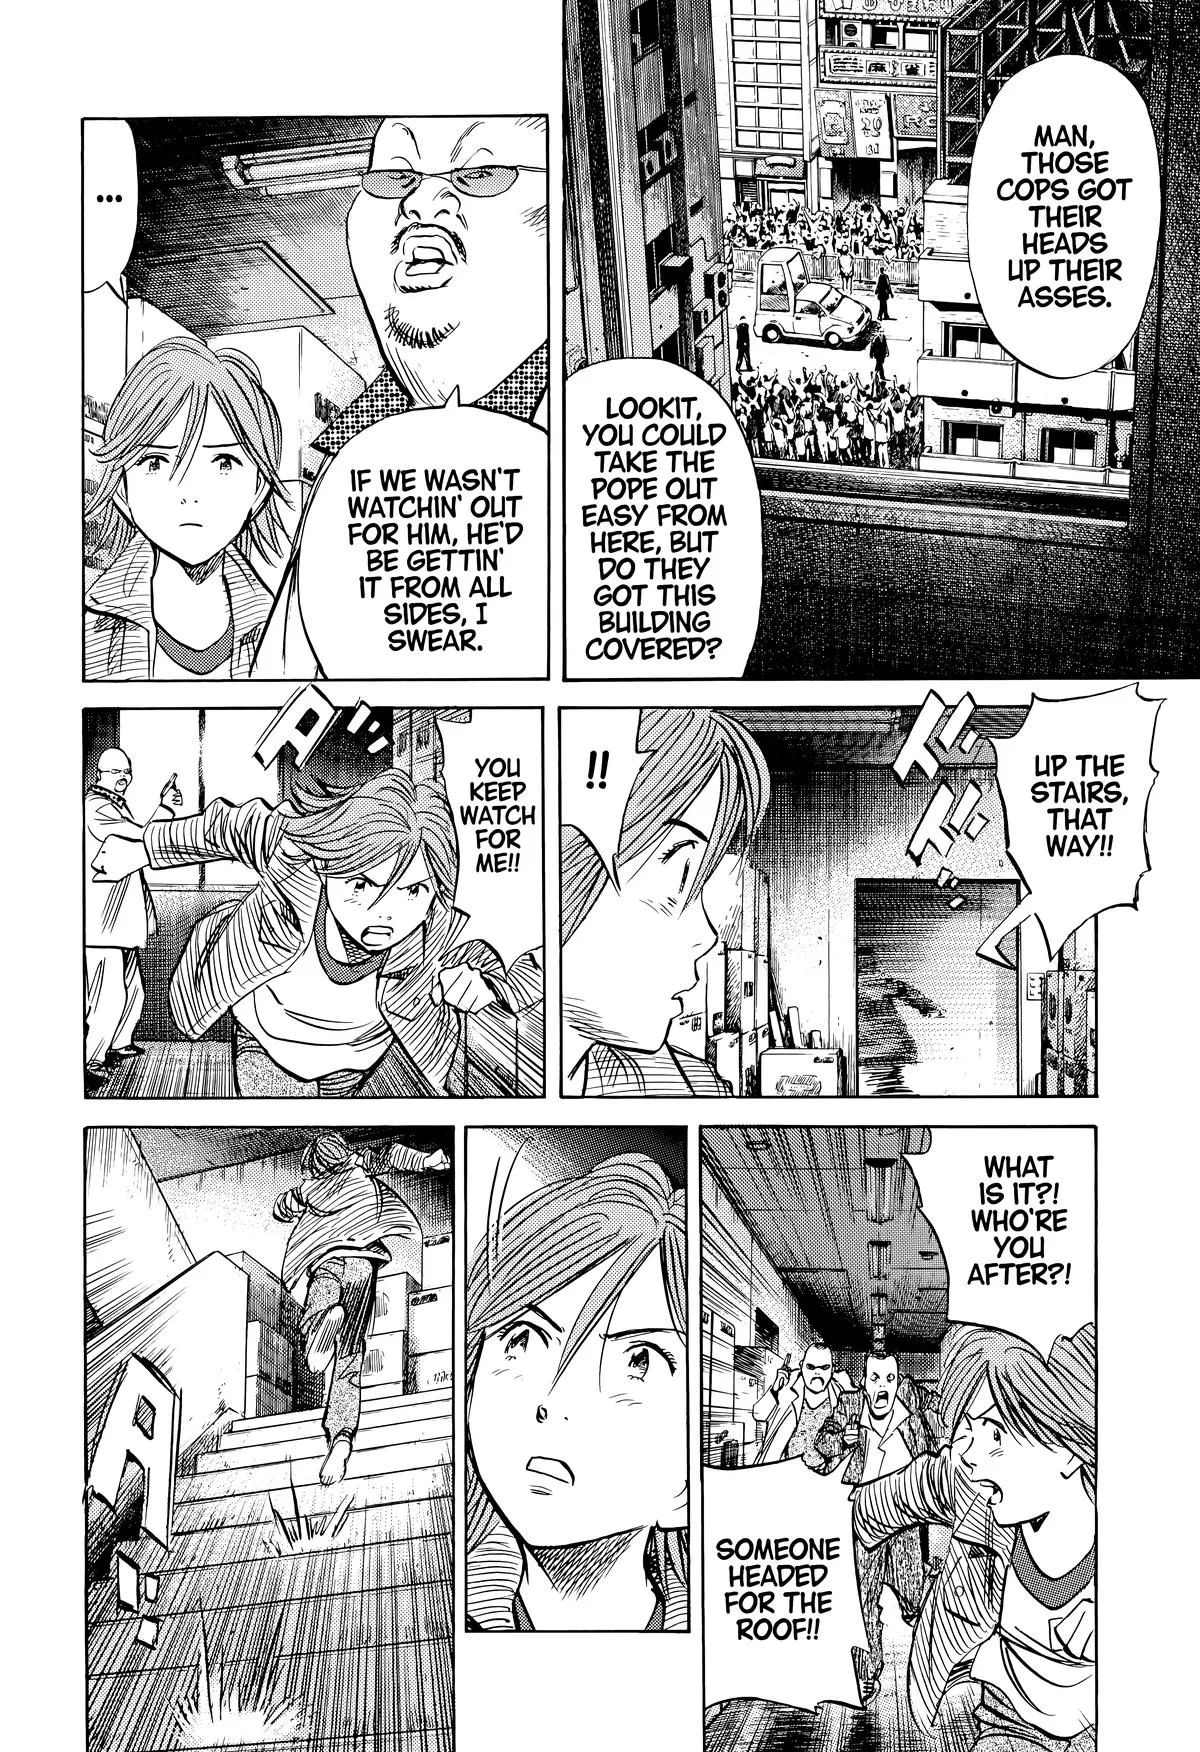 MAN,
THOSE
COPS GOT
THEIR
HEADS
UP THEIR
ASSES.
LOOKIT,
YOU COULD
TAKE THE
POPE OUT
EASY FROM
HERE, BUT
DO THEY
GOT THIS
BUILDING
COVERED?
IF WE WASN'T
WATCHIN' OUT
FOR HIM, HE'D
BE GETTIN'
IT FROM ALL
SIDES, I
SWEAR.
...
UP THE
STAIRS,
THAT
WAY!!
!!
YOU
KEEP
WATCH
FOR
ME!!
WHAT
IS IT?!
WHO'RE
YOU
AFTER?!
SOMEONE
HEADED
FOR THE
ROOF!!